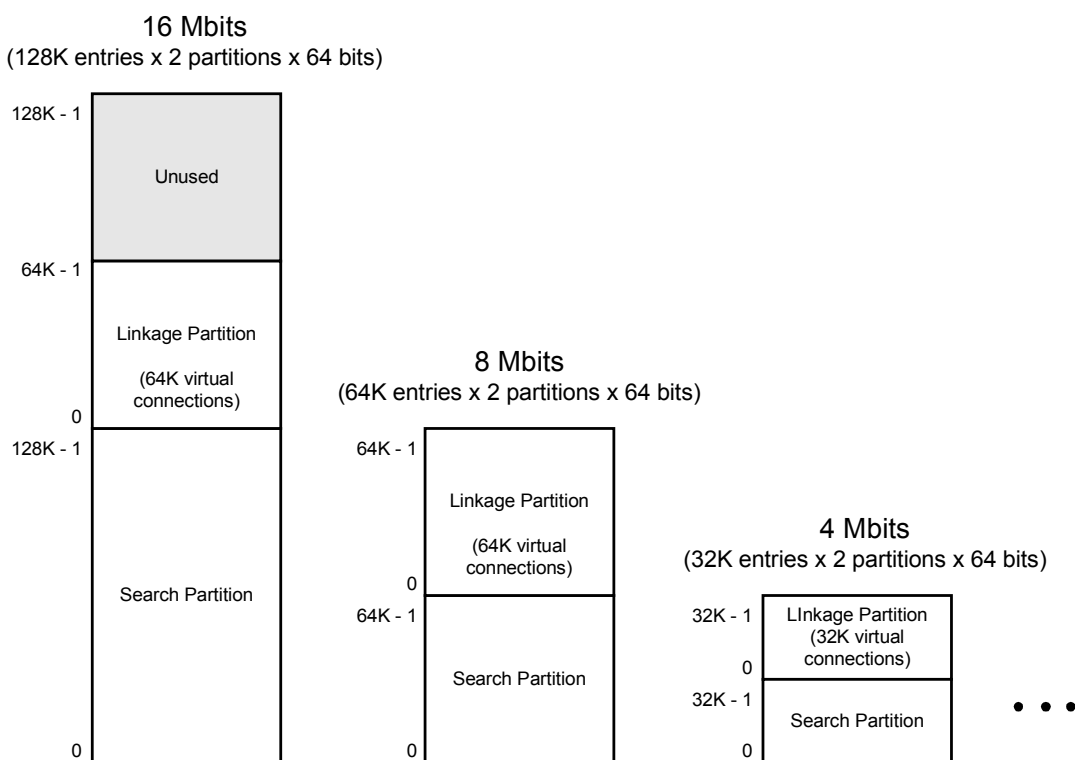 16 Mbits
(128K entries x 2 partitions x 64 bits)
128K - 1
Unused
64K - 1
Linkage Partition
(64K virtual
connections)
0
128K - 1
Search Partition
0
8 Mbits
(64K entries x 2 partitions x 64 bits)
64K - 1
Linkage Partition
(64K virtual
connections)
0
64K - 1
Search Partition
0
4 Mbits
(32K entries x 2 partitions x 64 bits)
32K - 1
LInkage Partition
(32K virtual
connections)
0
32K - 1
Search Partition
0